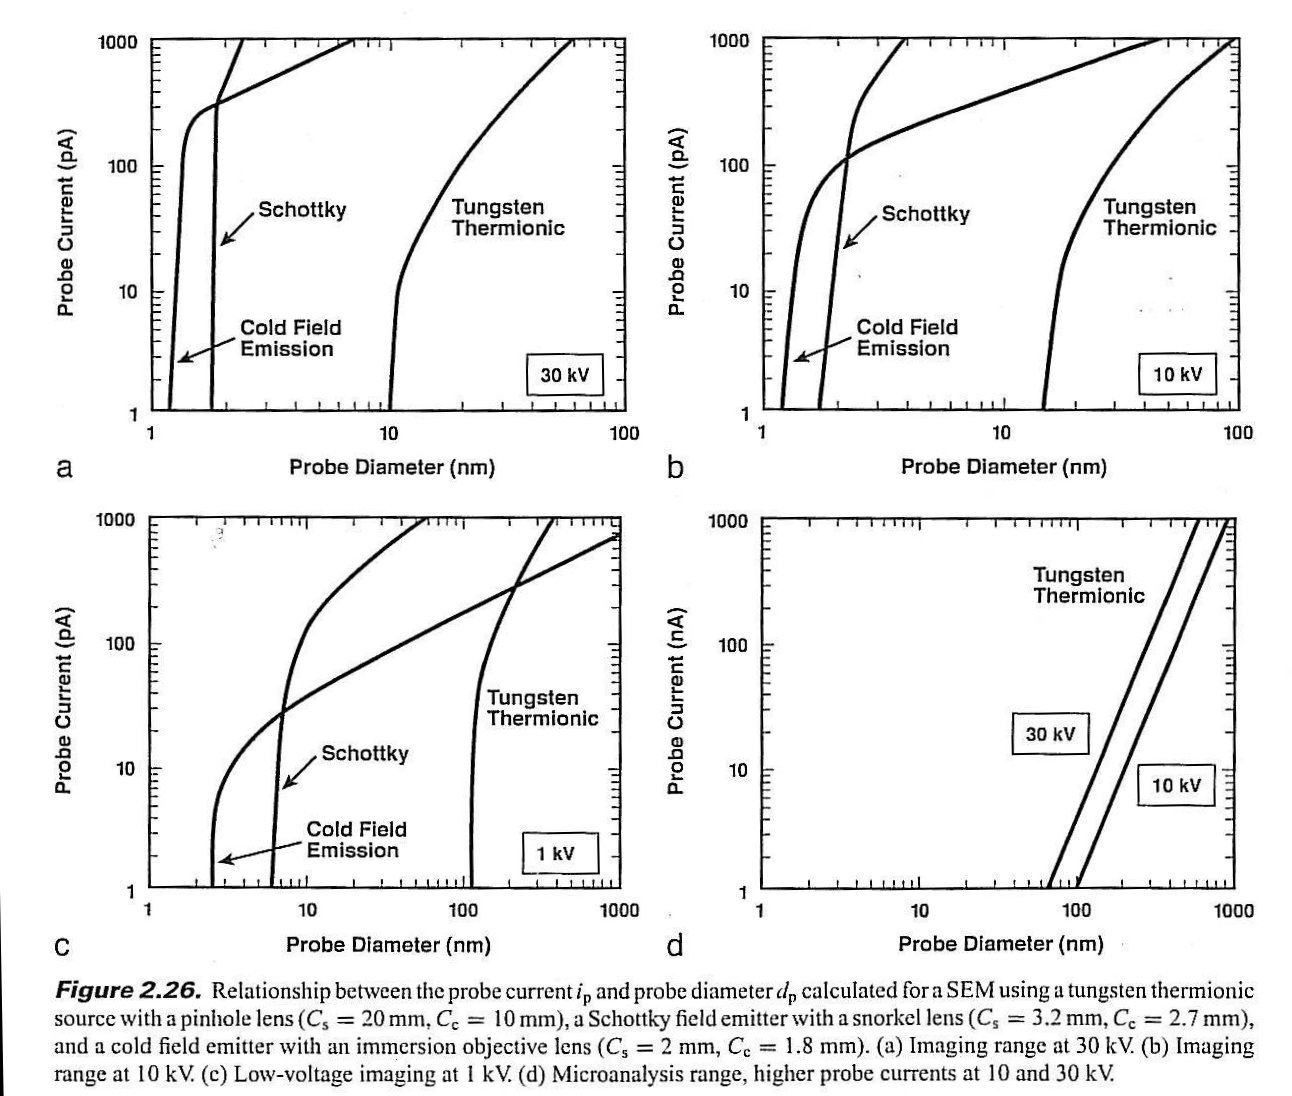 1000
100
10
1
Probe Current (pA)
Schottky
Tungsten
Thermionic
Cold Field
Emission
30 kV
1
10
100
Probe Diameter (nm)
a
1000
100
10
1
Probe Current (pA)
Schottky
Tungsten
Thermionic
Cold Field
Emission
10 kV
1
10
100
Probe Diameter (nm)
b
1000
100
10
1
Probe Current (pA)
Tungsten
Thermionic
Schottky
Cold Field
Emission
1 kV
1
10
100
1000
Probe Diameter (nm)
c
1000
100
10
1
Probe Current (nA)
Tungsten
Thermionic
30 kV
10 kV
1
10
100
1000
Probe Diameter (nm)
d
Figure 2.26. Relationship between the probe current ip and probe diameter dp calculated for a SEM using a tungsten thermionic
source with a pinhole lens (Cs = 20 mm, Cc = 10 mm), a Schottky field emitter with a snorkel lens (Cs = 3.2 mm, Cc = 2.7 mm),
and a cold field emitter with an immersion objective lens (Cs = 2 mm, Cc = 1.8 mm). (a) Imaging range at 30 kV. (b) Imaging
range at 10 kV. (c) Low-voltage imaging at 1 kV. (d) Microanalysis range, higher probe currents at 10 and 30 kV.